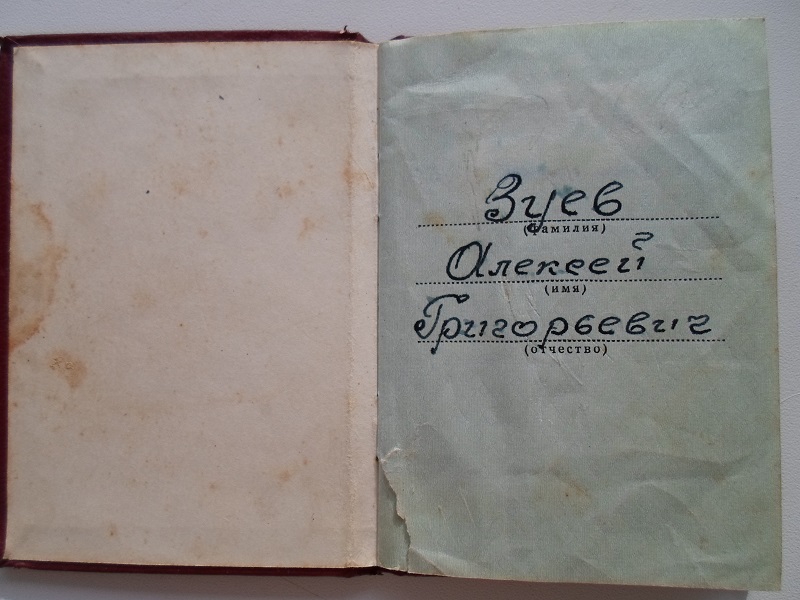 Зуев
(Фамилия)
Алексей
(имя)
Григорьевич
(отчество)